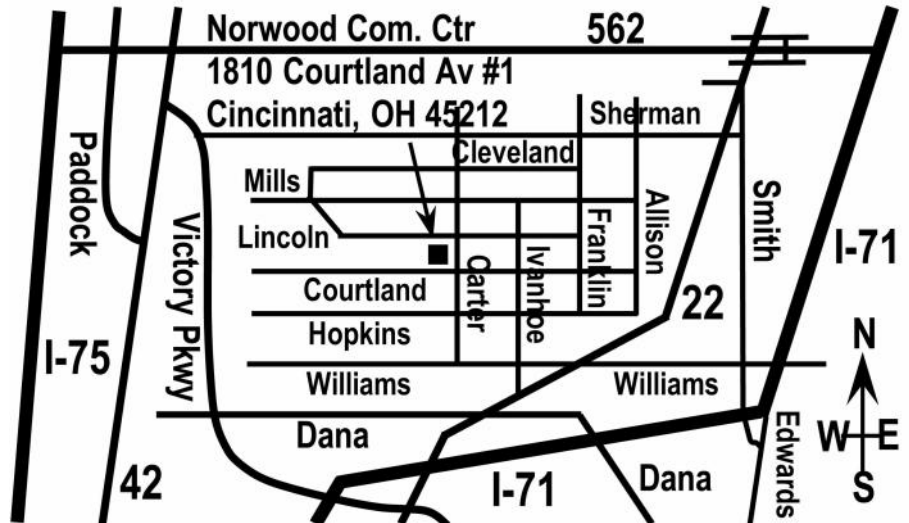 Norwood Com. Ctr
562
1810 Courtland Av #1
Cincinnati, OH 45212
Sherman
Paddock
Cleveland
Mills
Allison
Smith
Victory Pkwy
Franklin
Lincoln
Carter
Ivanhoe
I-71
Courtland
22
Hopkins
I-75
N
Williams
Williams
Dana
Edwards
W E
42
I-71
Dana
S